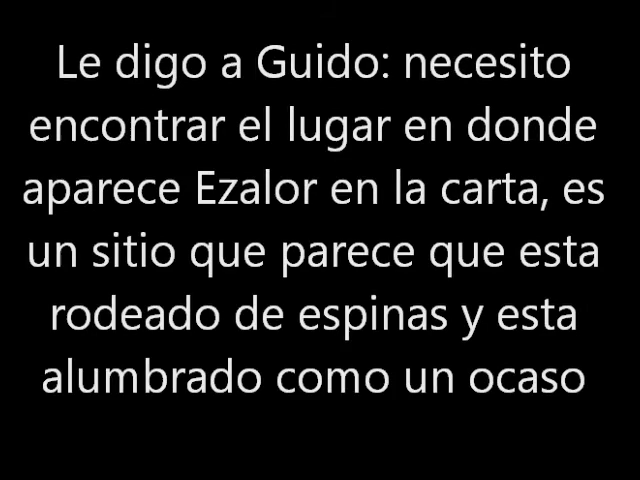 Le digo a Guido: necesito
encontrar el lugar en donde
aparece Ezalor en la carta, es
un sitio que parece que esta
rodeado de espinas y esta
alumbrado como un ocaso